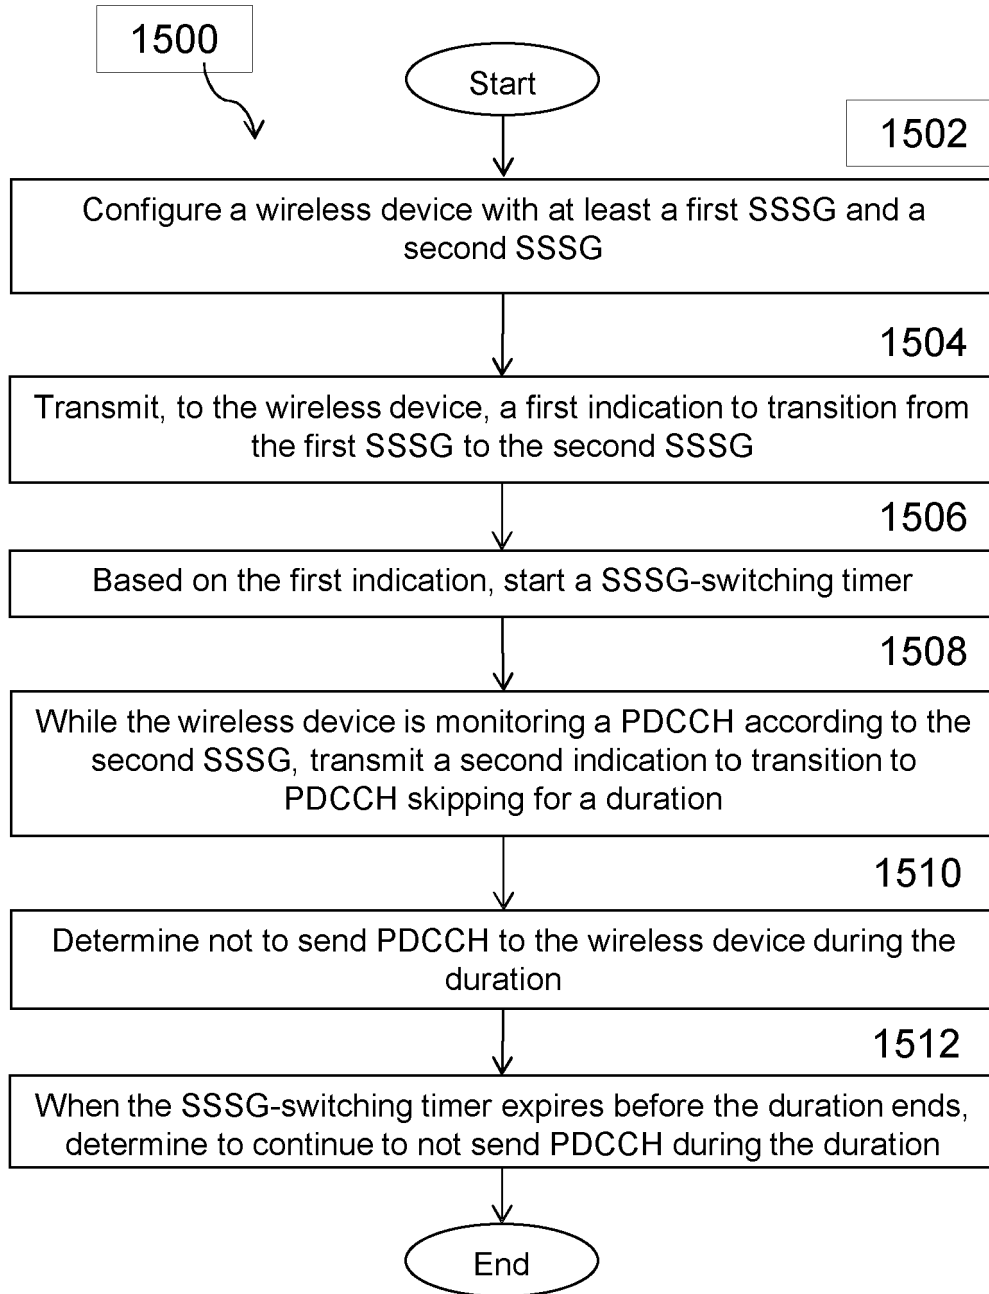 1500
Start
1502
Configure a wireless device with at least a first SSSG and a
second SSSG
1504
Transmit, to the wireless device, a first indication to transition from
the first SSSG to the second SSSG
1506
Based on the first indication, start a SSSG-switching timer
1508
While the wireless device is monitoring a PDCCH according to the
second SSSG, transmit a second indication to transition to
PDCCH skipping for a duration
1510
Determine not to send PDCCH to the wireless device during the
duration
1512
When the SSSG-switching timer expires before the duration ends,
determine to continue to not send PDCCH during the duration
End